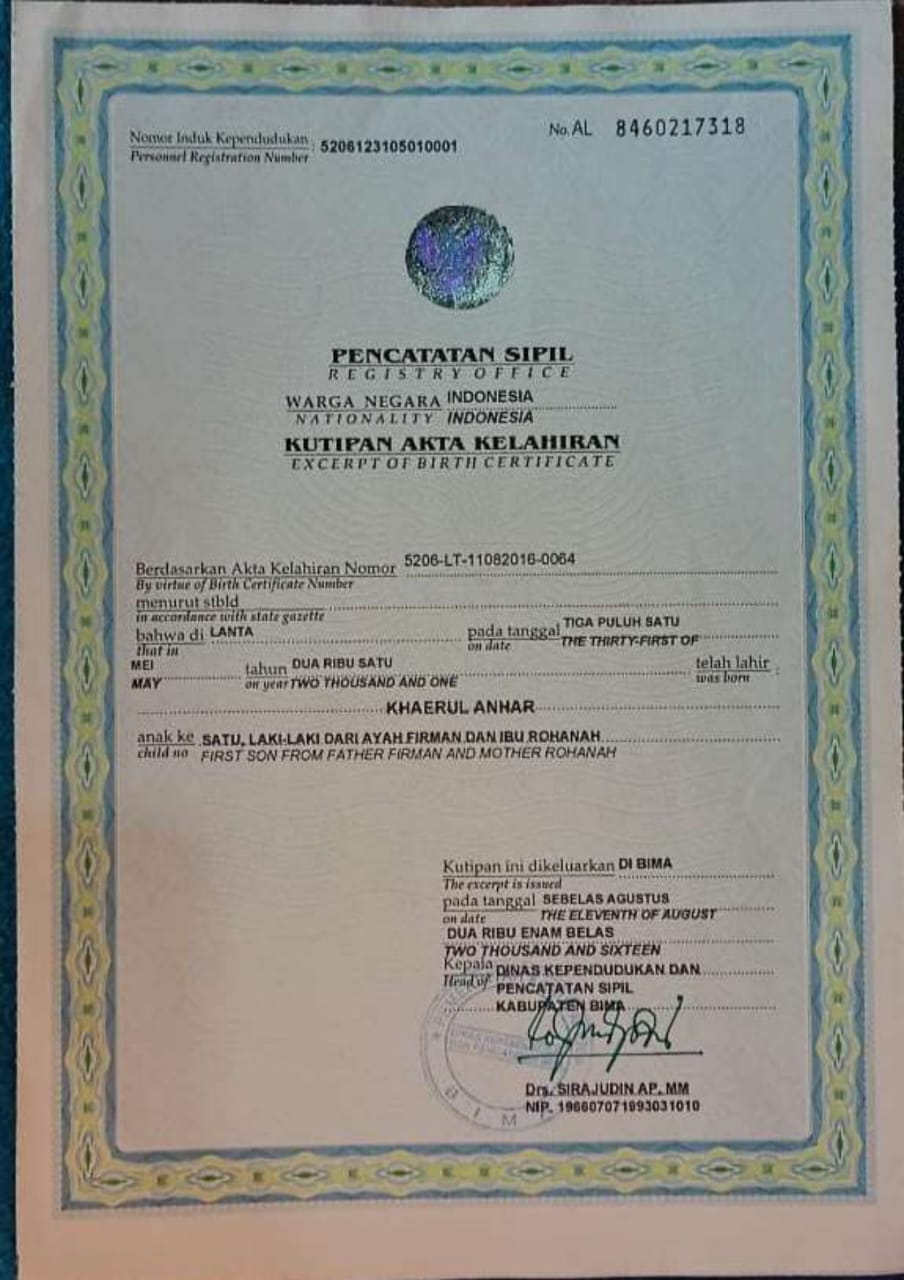 Nomor Induk Kependudukan : 5206123105010001
Personnel Registration Number
No. AL 8460217318
PENCATATAN SIPIL
REGISTRY OFFICE
WARGA NEGARA INDONESIA
NATIONALITY INDONESIA
KUTIPAN AKTA KELAHIRAN
EXCERPT OF BIRTH CERTIFICATE
Berdasarkan Akta Kelahiran Nomor 5206-LT-11082016-0064
By virtue of Birth Certificate Number
menurut stbld
in accordance with state gazette
bahwa di LANTA pada tanggal TIGA PULUH SATU
that in on date THE THIRTY-FIRST OF
MEI tahun DUA RIBU SATU telah lahir :
MAY on year TWO THOUSAND AND ONE was born
KHAERUL ANHAR
anak ke SATU, LAKI-LAKI DARI AYAH FIRMAN DAN IBU ROHANAH
child no FIRST SON FROM FATHER FIRMAN AND MOTHER ROHANAH
Kutipan ini dikeluarkan DI BIMA
The excerpt is issued
pada tanggal SEBELAS AGUSTUS
on date THE ELEVENTH OF AUGUST
DUA RIBU ENAM BELAS
TWO THOUSAND AND SIXTEEN
Kepala DINAS KEPENDUDUKAN DAN
Head of PENCATATAN SIPIL
KABUPATEN BIMA
Drs. SIRAJUDIN AP, MM
NIP. 196607071993031010